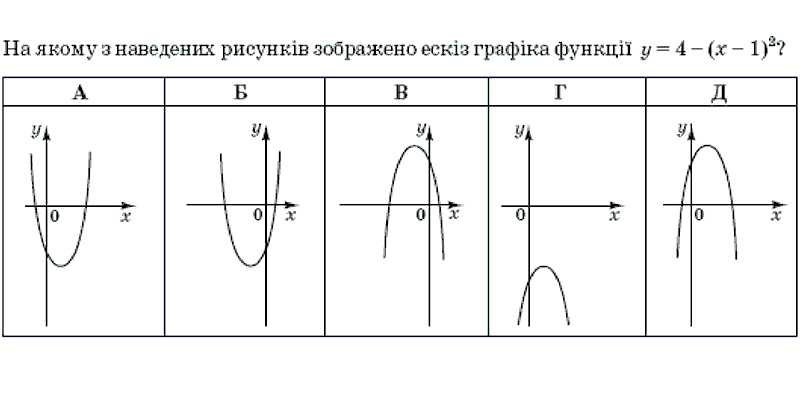 На якому з наведених рисунків зображено ескіз графіка функції y = 4 – (x – 1)²?
А Б В Г Д
y y y y y
0 x 0 x 0 x 0 x 0 x